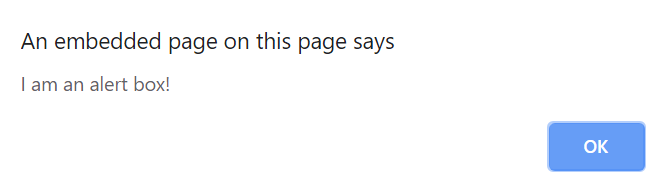 An embedded page on this page says
I am an alert box!
OK